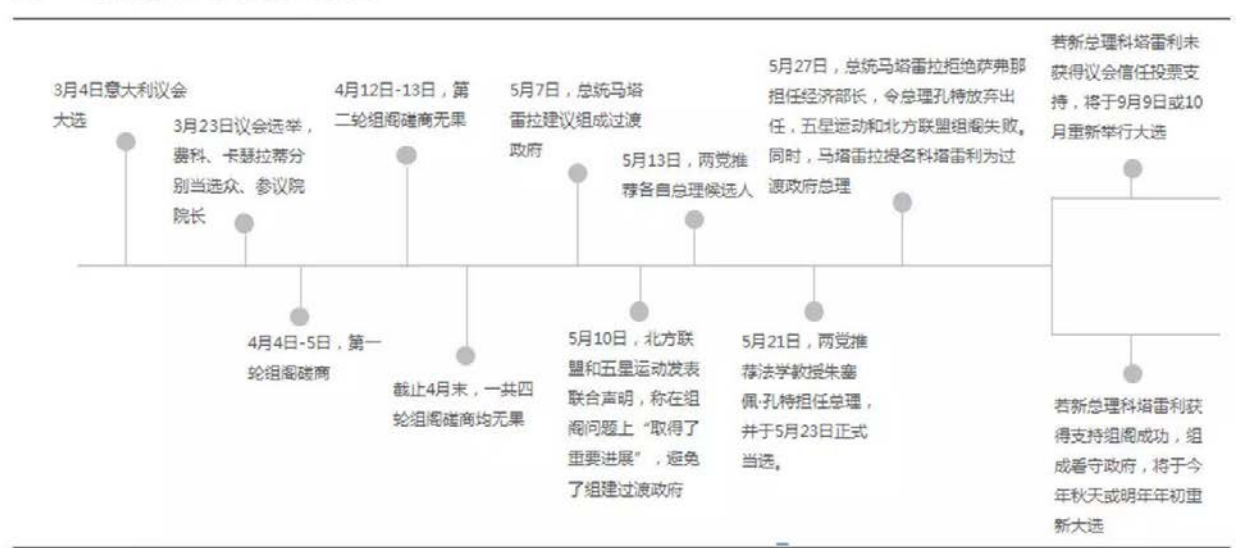 3月4日意大利议会
大选
3月23日议会选举，
费科、卡瑟拉蒂分
别当选众、参议院
院长
4月4日-5日，第一
轮组阁磋商
4月12日-13日，第
二轮组阁磋商无果
截止4月末，一共四
轮组阁磋商均无果
5月7日，总统马塔
雷拉建议组成过渡
政府
5月10日，北方联
盟和五星运动发表
联合声明，称在组
阁问题上“取得了
重要进展”，避免
了组建过渡政府
5月13日，两党推
荐各自总理候选人
5月21日，两党推
荐法学教授朱塞
佩·孔特担任总理，
并于5月23日正式
当选。
5月27日，总统马塔雷拉拒绝萨弗那
担任经济部长，令总理孔特放弃出
任，五星运动和北方联盟组阁失败。
同时，马塔雷拉提名科塔雷利为过
渡政府总理
若新总理科塔雷利未
获得议会信任投票支
持，将于9月9日或10
月重新举行大选
若新总理科塔雷利获
得支持组阁成功，组
成看守政府，将于今
年秋天或明年年初重
新大选